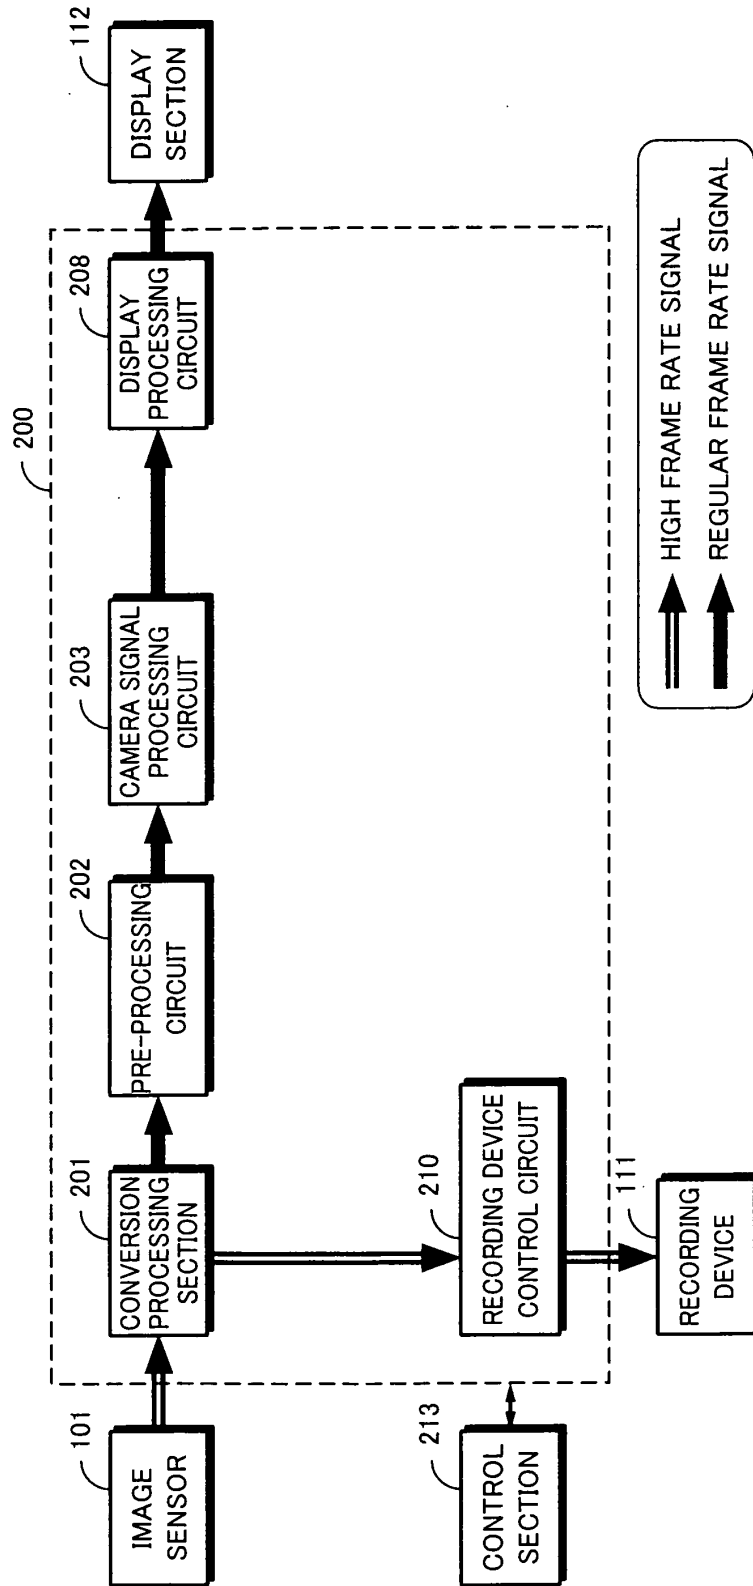 200
101
IMAGE
SENSOR
201
CONVERSION
PROCESSING
SECTION
202
PRE-PROCESSING
CIRCUIT
203
CAMERA SIGNAL
PROCESSING
CIRCUIT
208
DISPLAY
PROCESSING
CIRCUIT
112
DISPLAY
SECTION
213
CONTROL
SECTION
210
RECORDING DEVICE
CONTROL CIRCUIT
111
RECORDING
DEVICE
HIGH FRAME RATE SIGNAL
REGULAR FRAME RATE SIGNAL